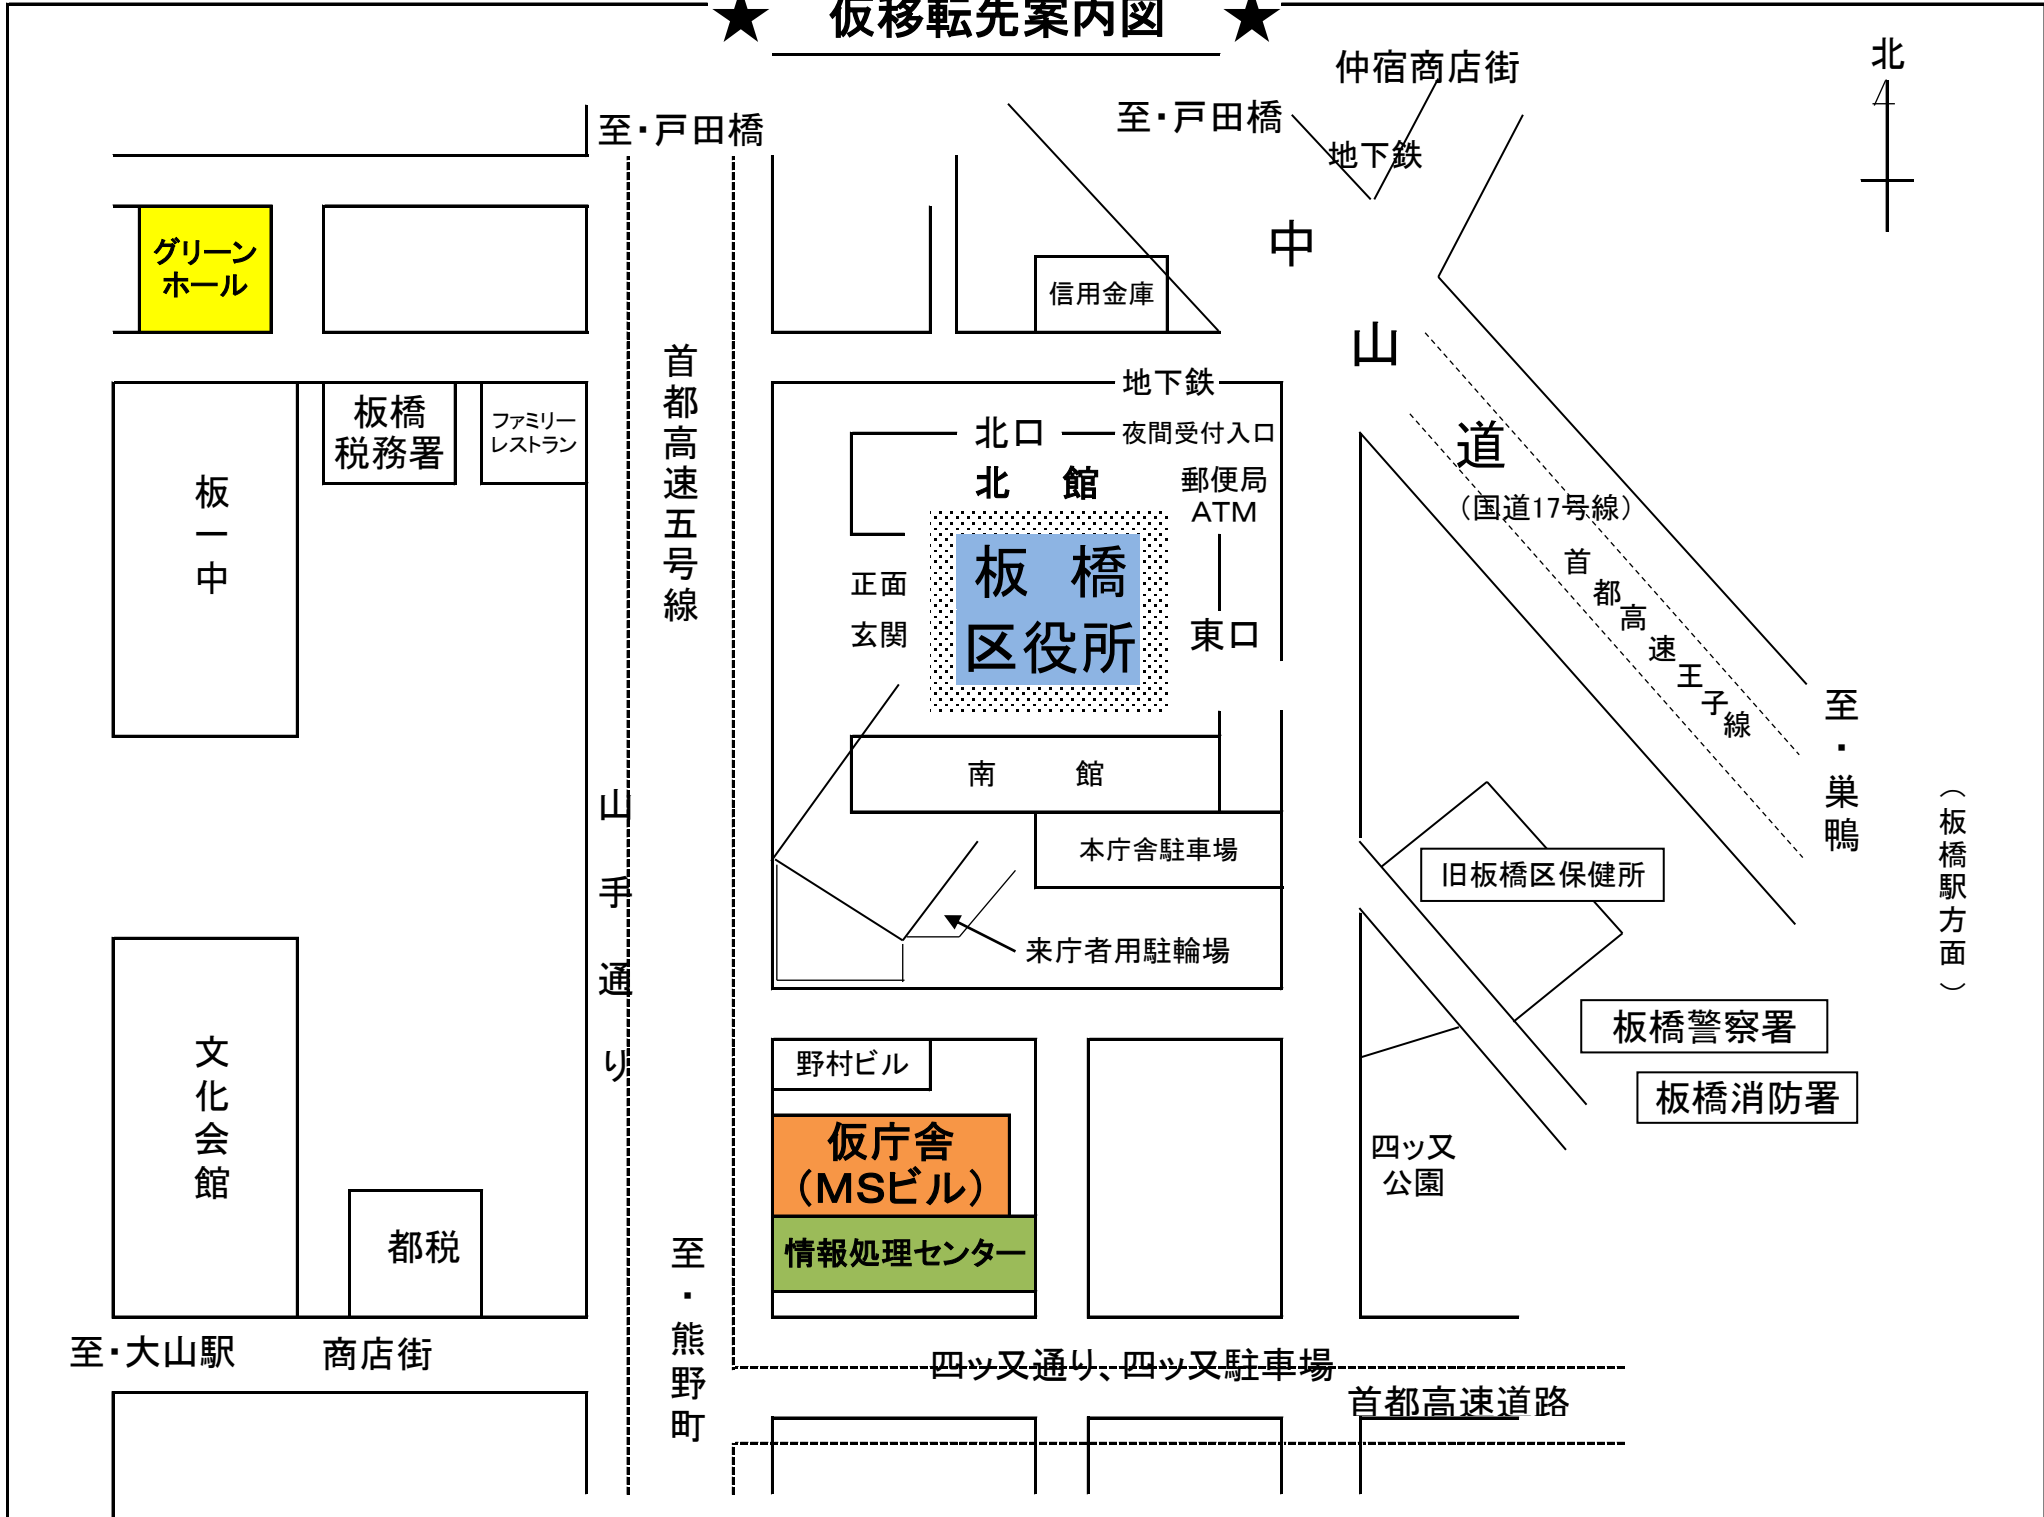 ★ 仮移転先案内図 ★
仲宿商店街
北
至・戸田橋
至・戸田橋
地下鉄
グリーン
ホール
中山道
信用金庫
首都高速五号線
地下鉄
板橋
税務署
ファミリー
レストラン
北口
夜間受付入口
北 館
郵便局
ATM
板一中
（国道17号線）
板 橋
区役所
正面
玄関
東口
首都高速王子線
至・巣鴨
（板橋駅方面）
南 館
山手通り
本庁舎駐車場
旧板橋区保健所
来庁者用駐輪場
板橋警察署
野村ビル
板橋消防署
文化会館
仮庁舎
（MSビル）
四ッ又
公園
都税
情報処理センター
至・熊野町
至・大山駅
商店街
四ッ又通り、四ッ又駐車場
首都高速道路